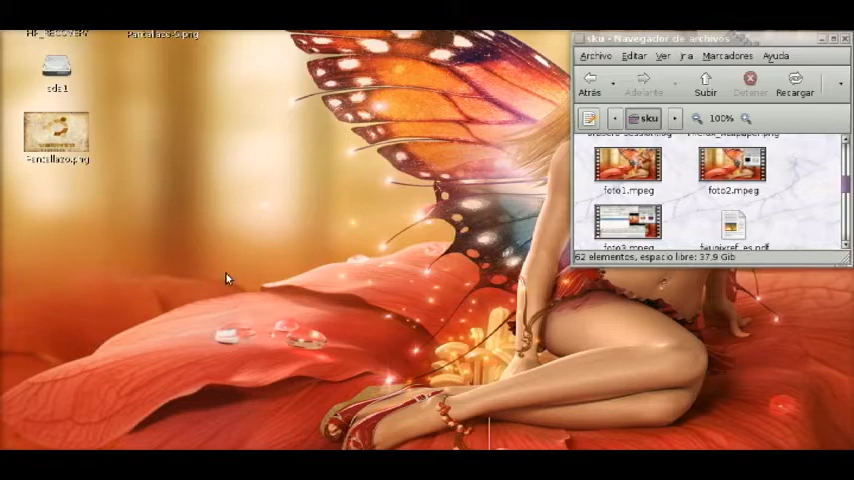 HP_RECOVERY
Pantallazo-5.png
sda1
Pantallazo.png
sku - Navegador de archivos
Archivo Editar Ver Ir a Marcadores Ayuda
Atrás Adelante Subir Detener Recargar
sku 100%
foto1.mpeg foto2.mpeg
foto3.mpeg
62 elementos, espacio libre: 37,9 Gib